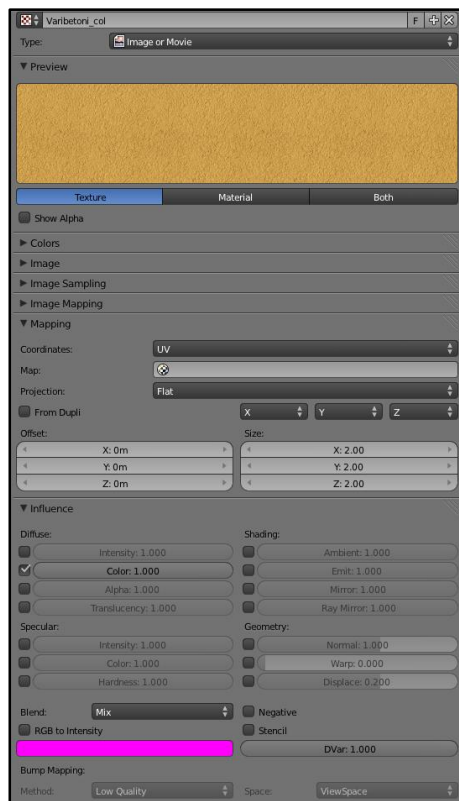 Varibetoni_col F
Type: Image or Movie
Preview
Texture Material Both
Show Alpha
Colors
Image
Image Sampling
Image Mapping
Mapping
Coordinates: UV
Map:
Projection: Flat
From Dupli X Y Z
Offset: Size:
X: 0m X: 2.00
Y: 0m Y: 2.00
Z: 0m Z: 2.00
Influence
Diffuse: Shading:
Intensity: 1.000 Ambient: 1.000
Color: 1.000 Emit: 1.000
Alpha: 1.000 Mirror: 1.000
Translucency: 1.000 Ray Mirror: 1.000
Specular: Geometry:
Intensity: 1.000 Normal: 1.000
Color: 1.000 Warp: 0.000
Hardness: 1.000 Displace: 0.200
Blend: Mix Negative
RGB to Intensity Stencil
DVar: 1.000
Bump Mapping:
Method: Low Quality Space: ViewSpace